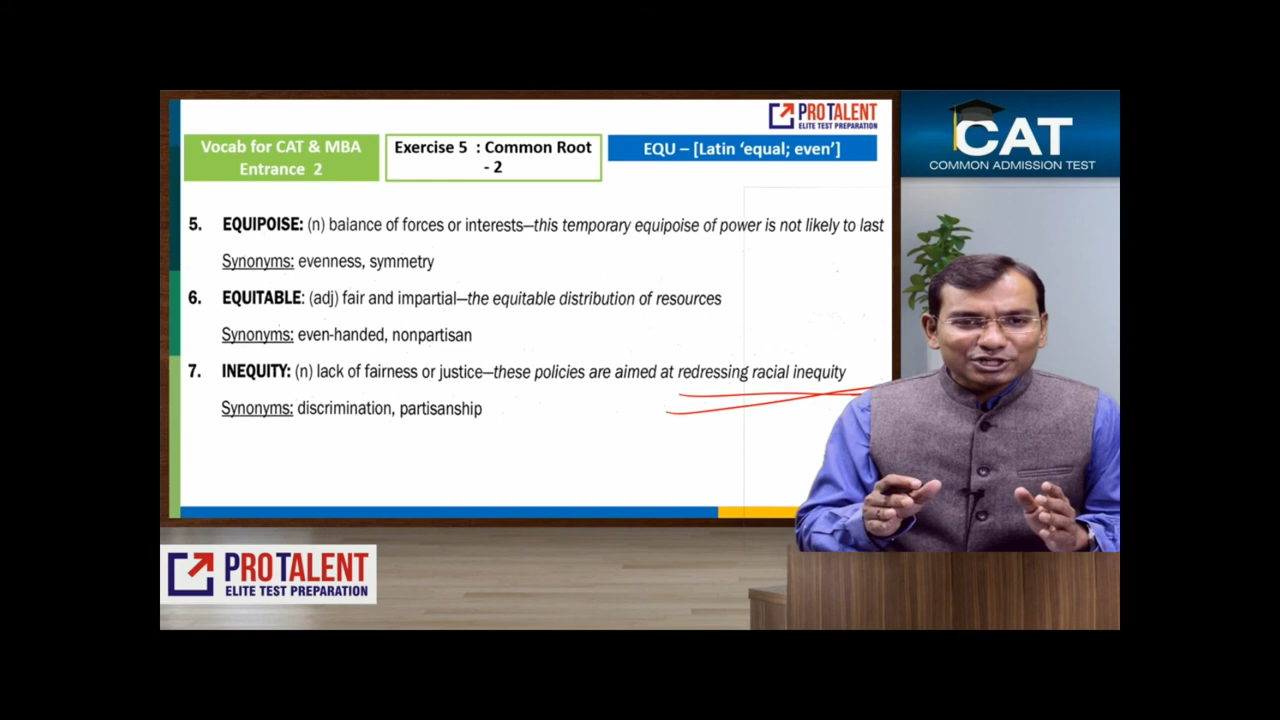 PROTALENT
ELITE TEST PREPARATION
CAT
COMMON ADMISSION TEST
Vocab for CAT & MBA
Entrance 2
Exercise 5 : Common Root
- 2
EQU – [Latin ‘equal; even’]
5. EQUIPOISE: (n) balance of forces or interests—this temporary equipoise of power is not likely to last
Synonyms: evenness, symmetry
6. EQUITABLE: (adj) fair and impartial—the equitable distribution of resources
Synonyms: even-handed, nonpartisan
7. INEQUITY: (n) lack of fairness or justice—these policies are aimed at redressing racial inequity
Synonyms: discrimination, partisanship
PROTALENT
ELITE TEST PREPARATION